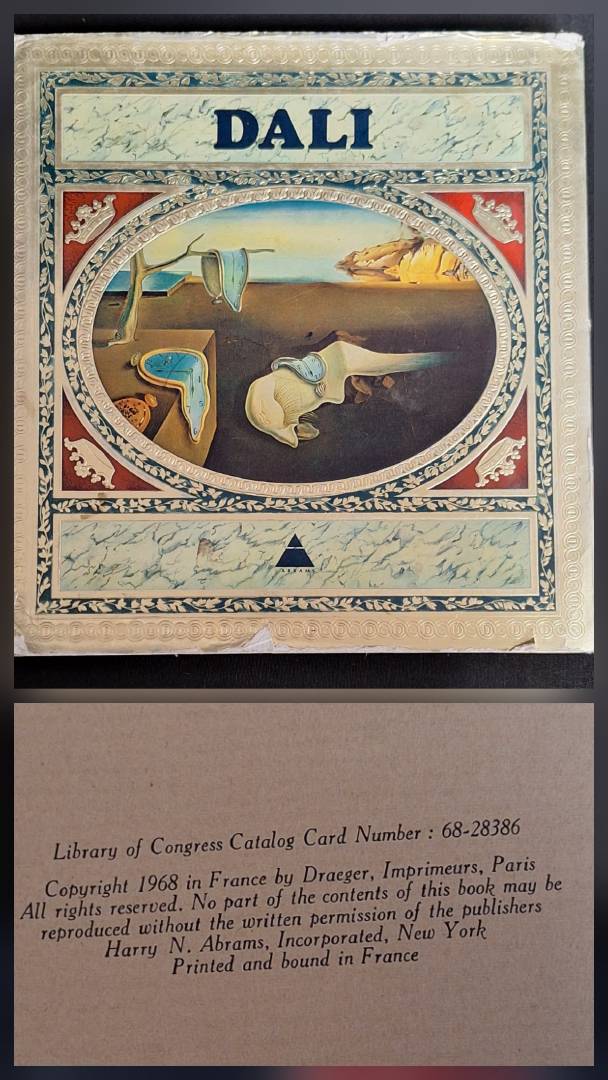 DALI
ABRAMS
Library of Congress Catalog Card Number : 68-28386
Copyright 1968 in France by Draeger, Imprimeurs, Paris
All rights reserved. No part of the contents of this book may be
reproduced without the written permission of the publishers
Harry N. Abrams, Incorporated, New York
Printed and bound in France